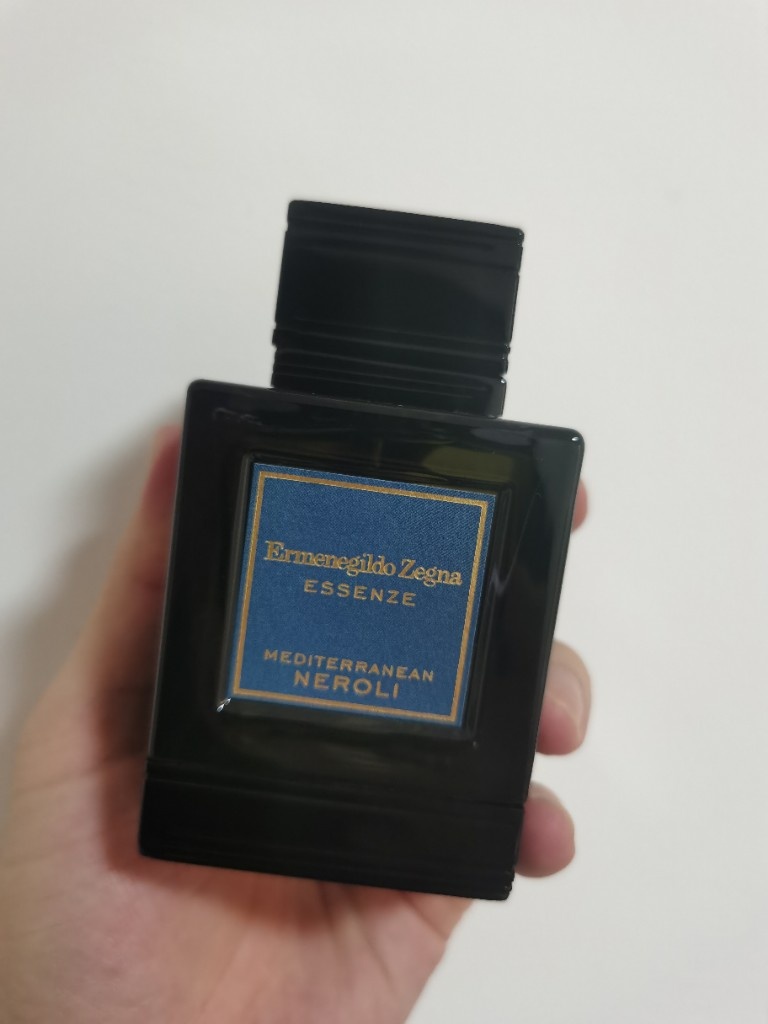 Ermenegildo Zegna
ESSENZE
MEDITERRANEAN
NEROLI